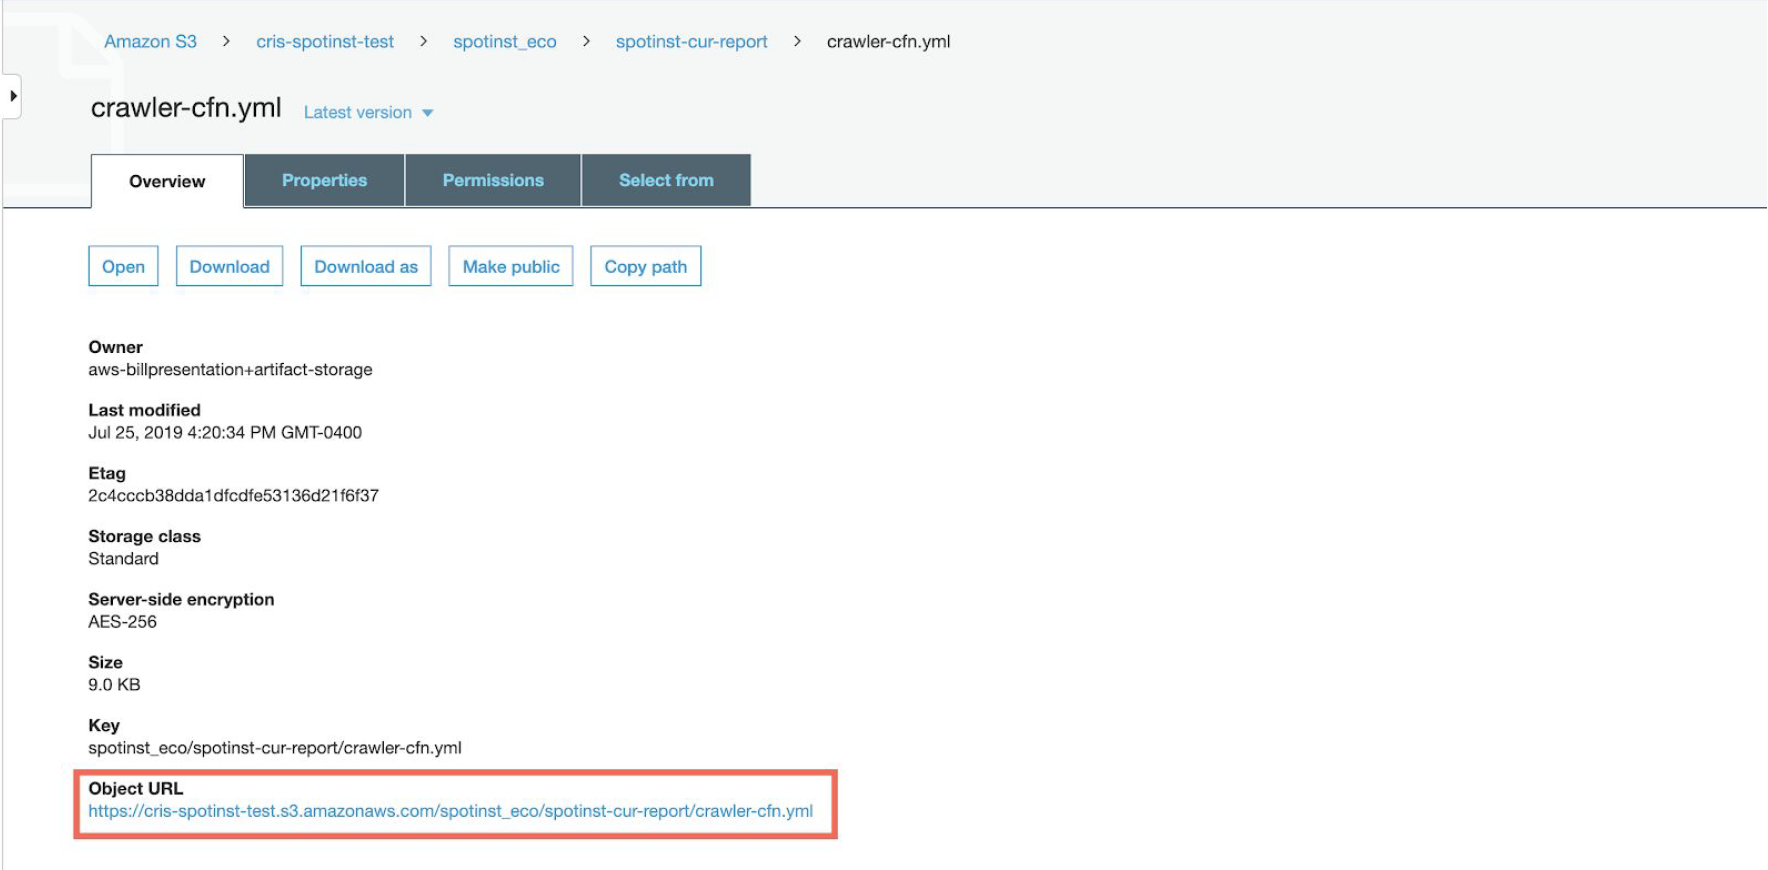 Amazon S3 > cris-spotinst-test > spotinst_eco > spotinst-cur-report > crawler-cfn.yml
crawler-cfn.yml Latest version
Overview Properties Permissions Select from
Open Download Download as Make public Copy path
Owner
aws-billpresentation+artifact-storage
Last modified
Jul 25, 2019 4:20:34 PM GMT-0400
Etag
2c4cccb38dda1dfcdfe53136d21f6f37
Storage class
Standard
Server-side encryption
AES-256
Size
9.0 KB
Key
spotinst_eco/spotinst-cur-report/crawler-cfn.yml
Object URL
https://cris-spotinst-test.s3.amazonaws.com/spotinst_eco/spotinst-cur-report/crawler-cfn.yml